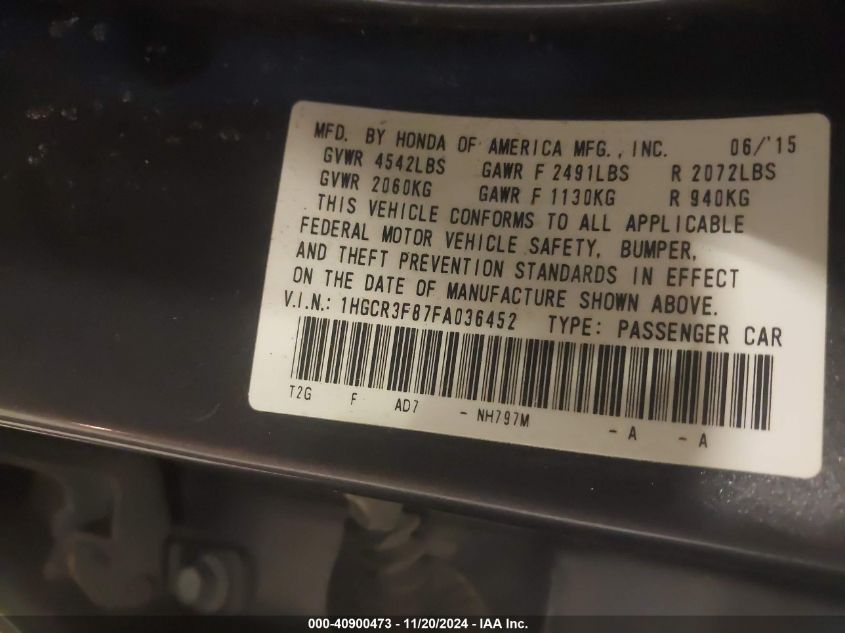 MFD. BY HONDA OF AMERICA MFG., INC. 06/'15
GVWR 4542LBS GAWR F 2491LBS R 2072LBS
GVWR 2060KG GAWR F 1130KG R 940KG
THIS VEHICLE CONFORMS TO ALL APPLICABLE
FEDERAL MOTOR VEHICLE SAFETY, BUMPER,
AND THEFT PREVENTION STANDARDS IN EFFECT
ON THE DATE OF MANUFACTURE SHOWN ABOVE.
V.I.N.: 1HGCR3F87FA036452 TYPE: PASSENGER CAR
T2G F AD7 - NH797M - A - A
000-40900473 - 11/20/2024 - IAA Inc.